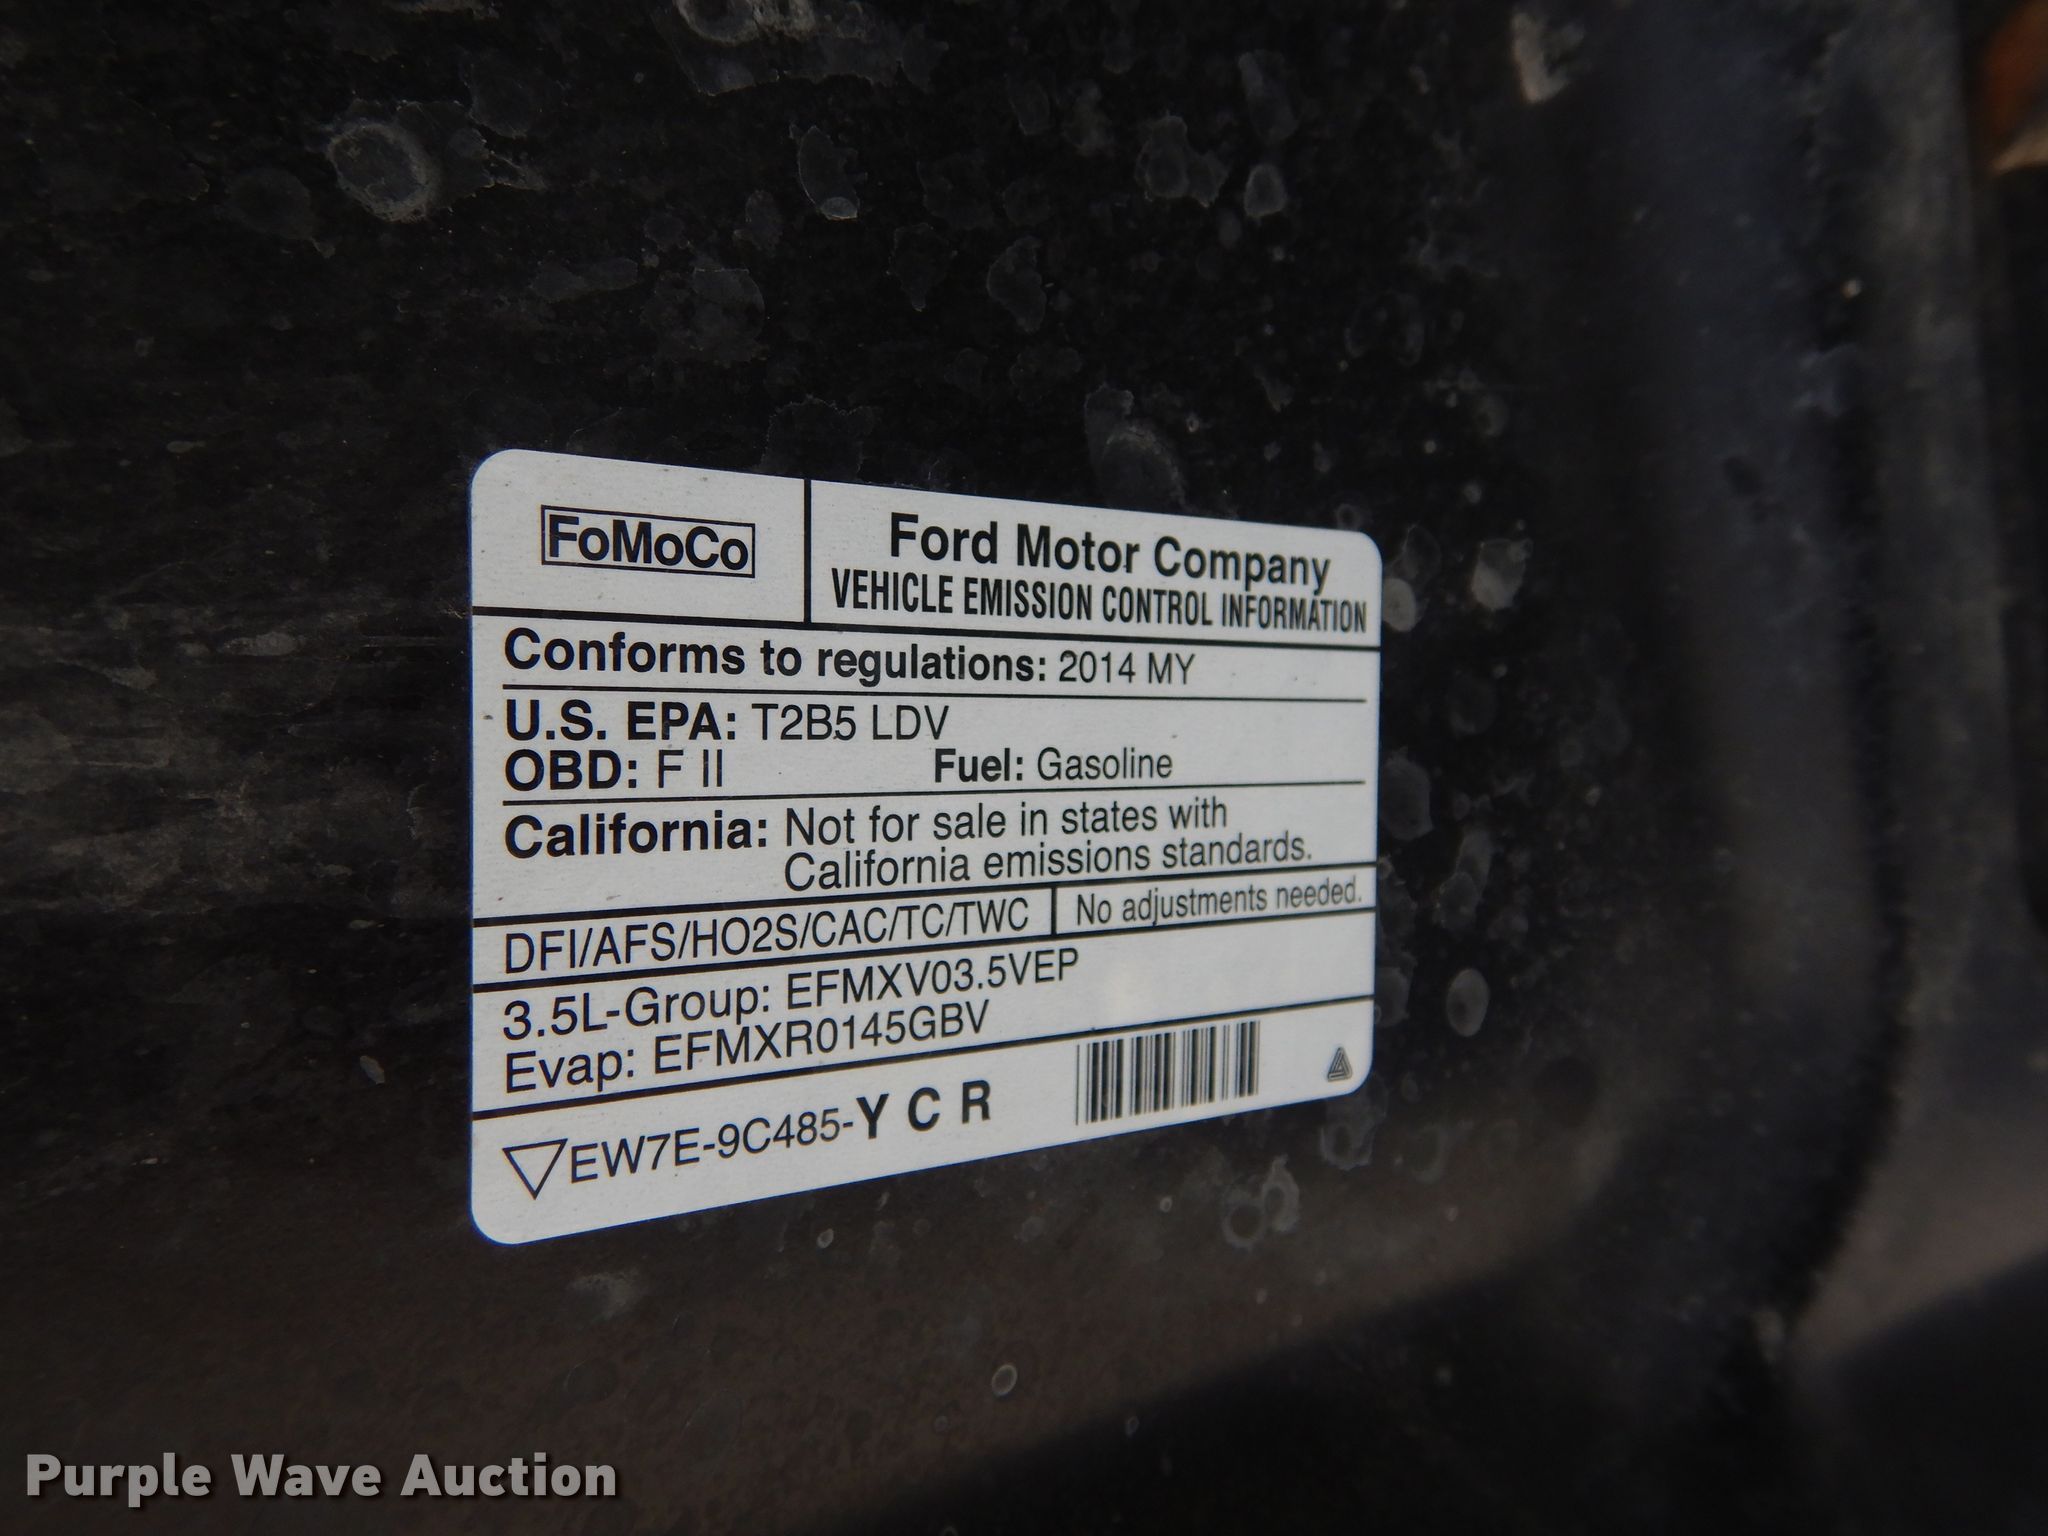 FoMoCo
Ford Motor Company
VEHICLE EMISSION CONTROL INFORMATION
Conforms to regulations: 2014 MY
U.S. EPA: T2B5 LDV
OBD: F II Fuel: Gasoline
California: Not for sale in states with
California emissions standards.
DFI/AFS/HO2S/CAC/TC/TWC
No adjustments needed.
3.5L-Group: EFMXV03.5VEP
Evap: EFMXR0145GBV
EW7E-9C485-Y C R
Purple Wave Auction